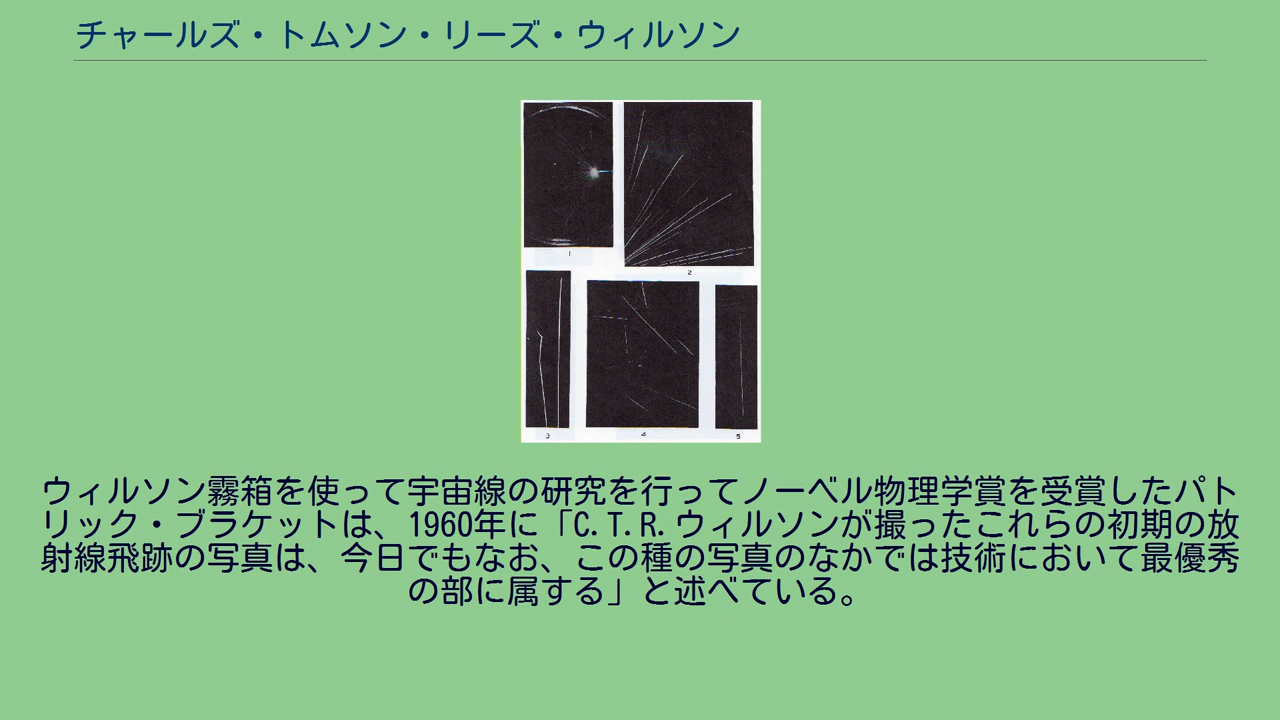 チャールズ・トムソン・リーズ・ウィルソン
1
2
3
4
5
ウィルソン霧箱を使って宇宙線の研究を行ってノーベル物理学賞を受賞したパト
リック・ブラケットは、1960年に「C.T.R.ウィルソンが撮ったこれらの初期の放
射線飛跡の写真は、今日でもなお、この種の写真のなかでは技術において最優秀
の部に属する」と述べている。